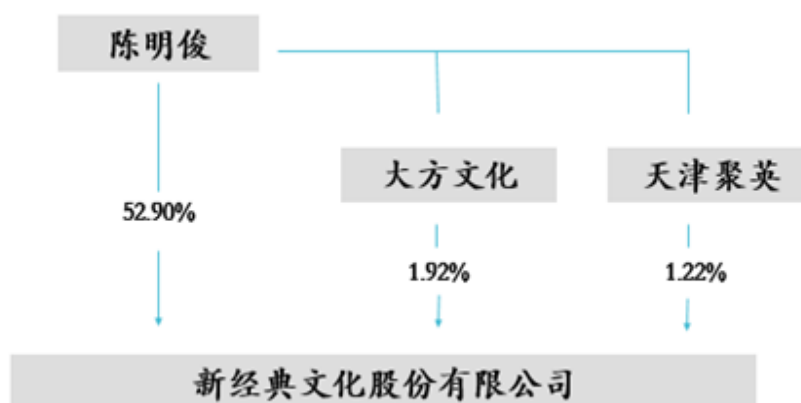 陈明俊
大方文化
天津聚英
52.90%
1.92%
1.22%
新经典文化股份有限公司